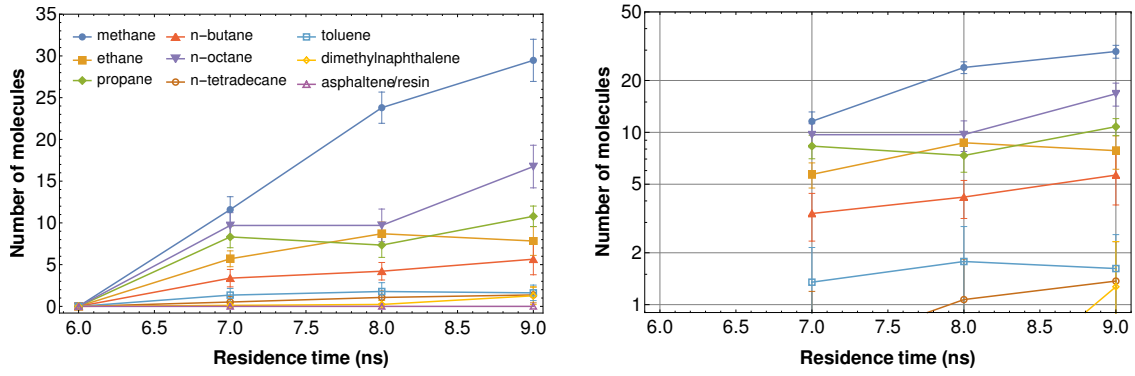 methane
n−butane
toluene
ethane
n−octane
dimethylnaphthalene
propane
n−tetradecane
asphaltene/resin
Number of molecules
35
30
25
20
15
10
5
0
6.0 6.5 7.0 7.5 8.0 8.5 9.0
Residence time (ns)
Number of molecules
50
20
10
5
2
1
6.0 6.5 7.0 7.5 8.0 8.5 9.0
Residence time (ns)